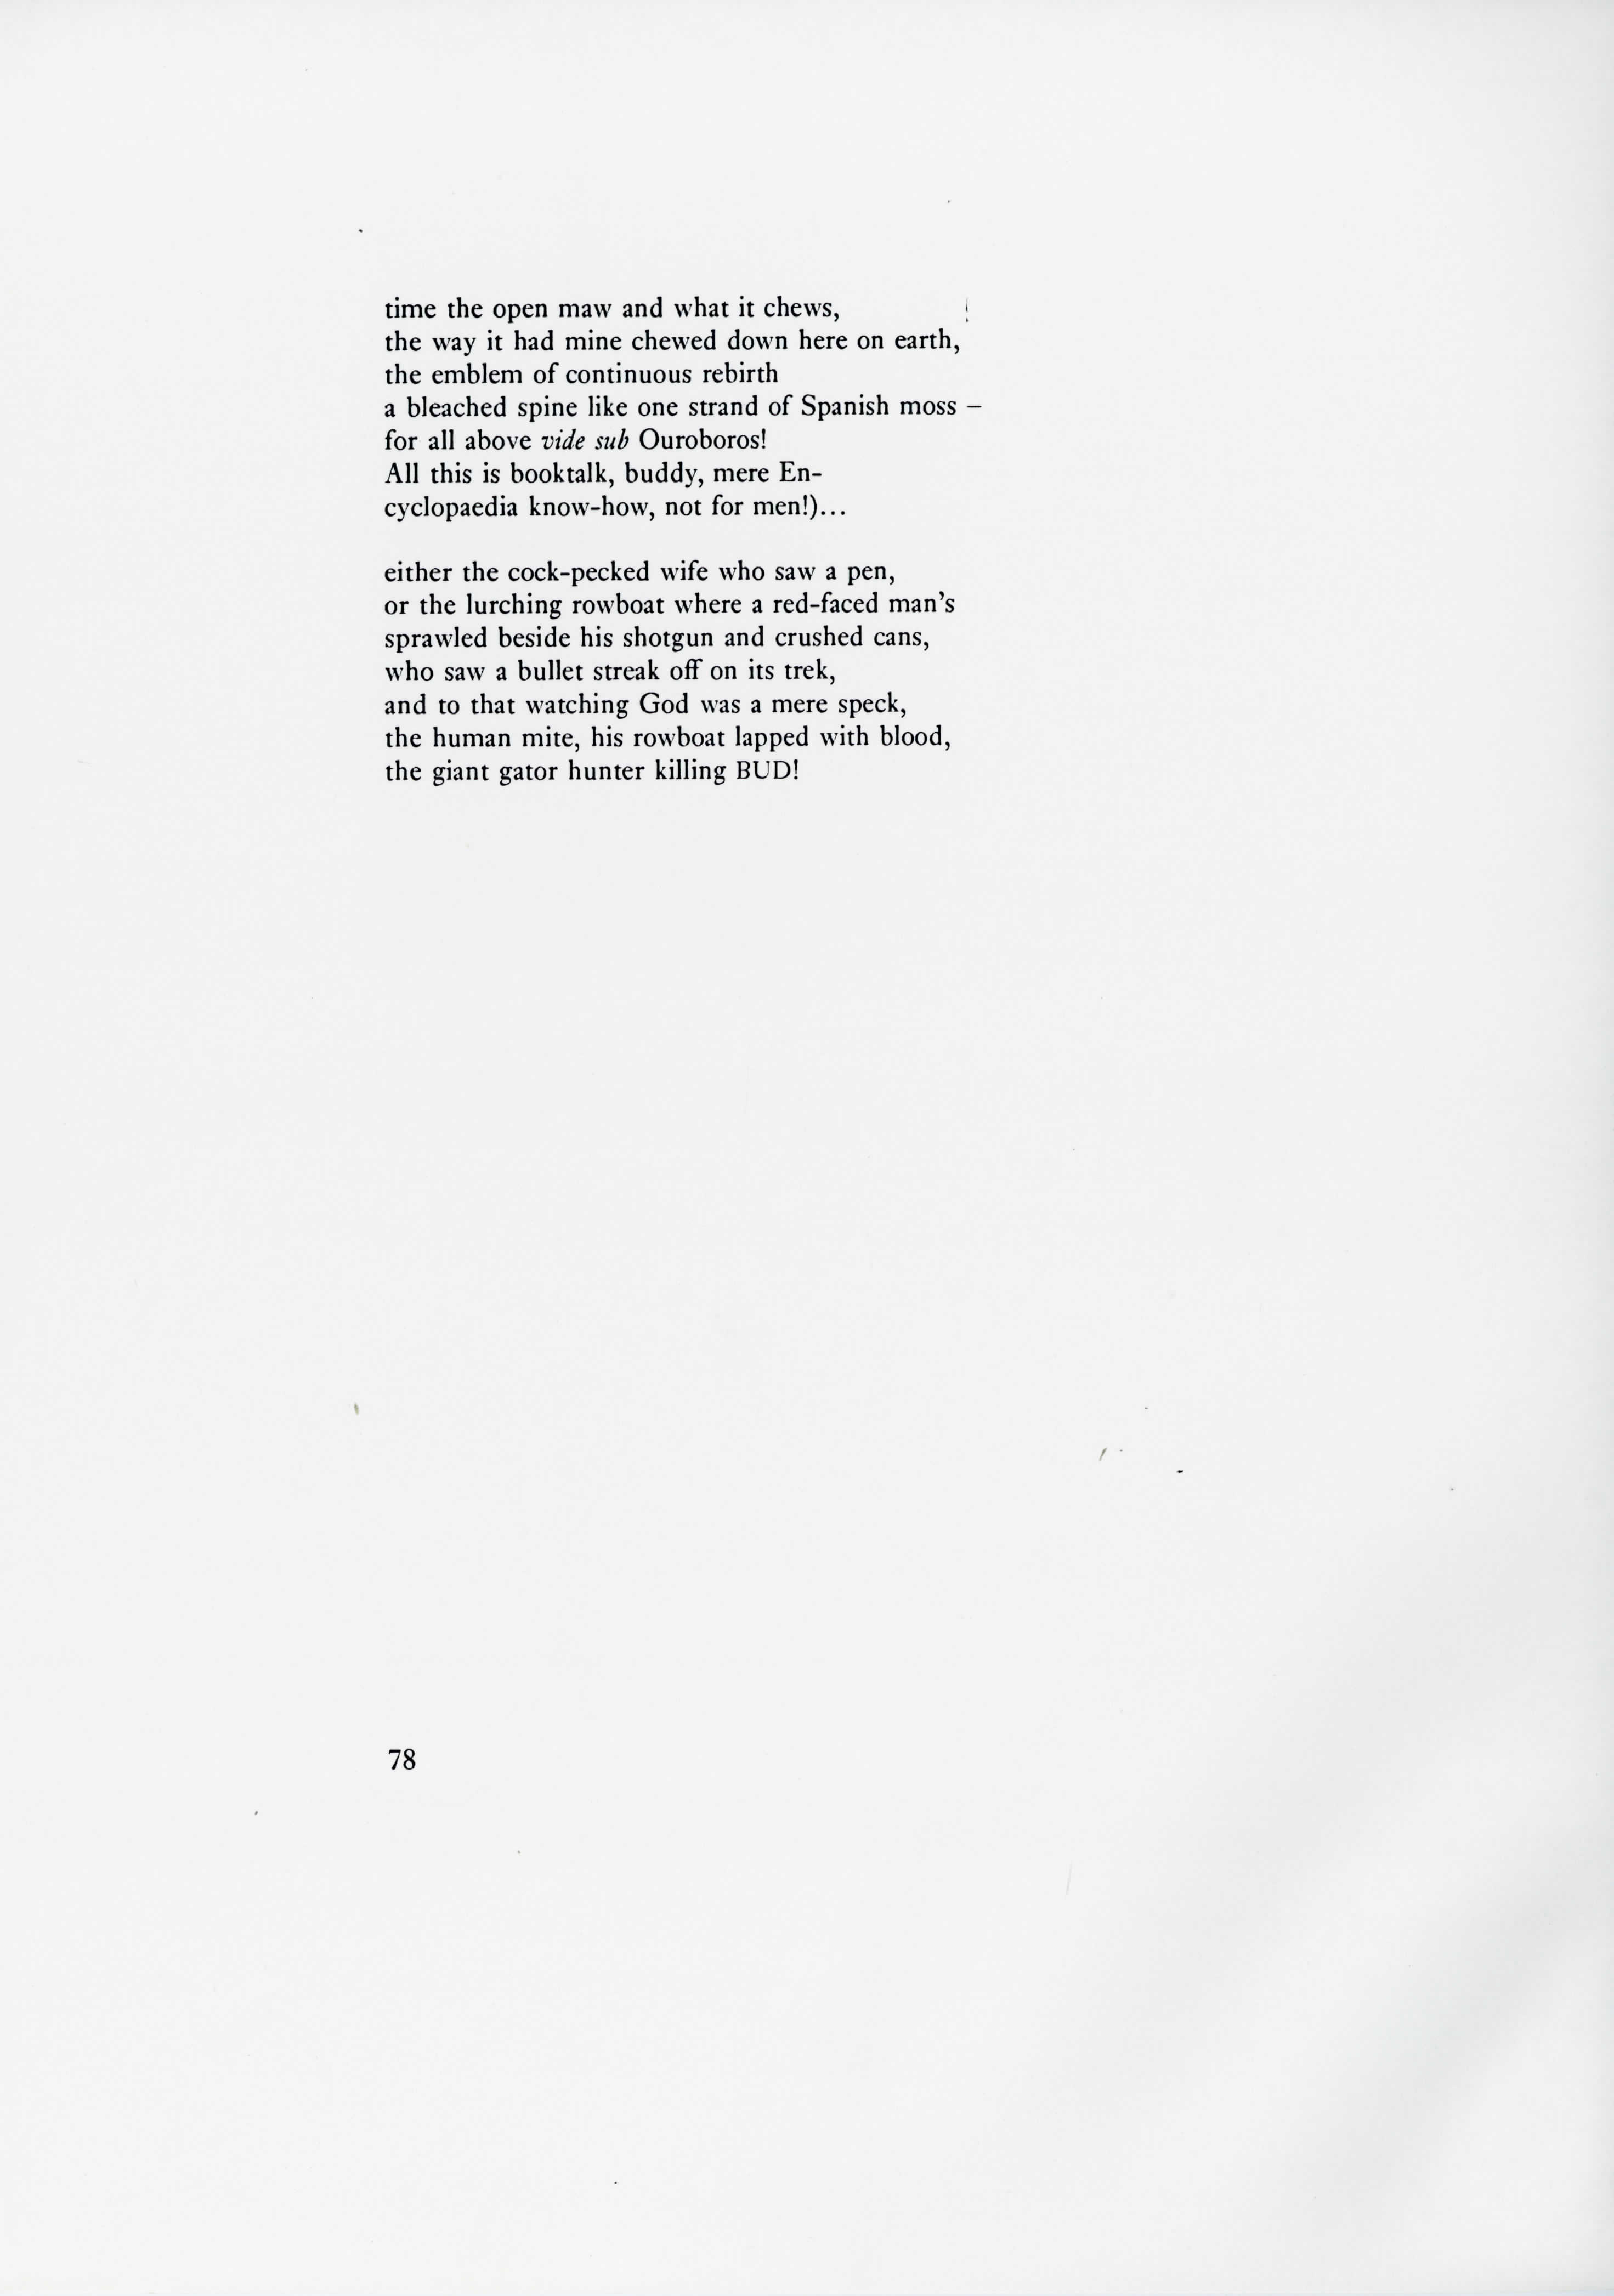 time the open maw and what it chews,
the way it had mine chewed down here on earth,
the emblem of continuous rebirth
a bleached spine like one strand of Spanish moss –
for all above vide sub Ouroboros!
All this is booktalk, buddy, mere En-
cyclopaedia know-how, not for men!)...

either the cock-pecked wife who saw a pen,
or the lurching rowboat where a red-faced man's
sprawled beside his shotgun and crushed cans,
who saw a bullet streak off on its trek,
and to that watching God was a mere speck,
the human mite, his rowboat lapped with blood,
the giant gator hunter killing BUD!

78